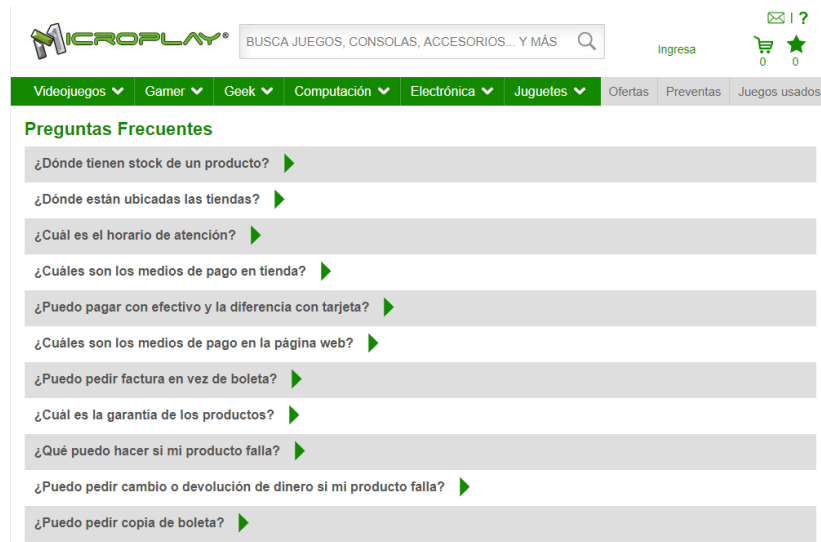 MICROPLAY®
BUSCA JUEGOS, CONSOLAS, ACCESORIOS... Y MÁS
Ingresa
?
0
0
Videojuegos
Gamer
Geek
Computación
Electrónica
Juguetes
Ofertas
Preventas
Juegos usados
Preguntas Frecuentes
¿Dónde tienen stock de un producto?
¿Dónde están ubicadas las tiendas?
¿Cuál es el horario de atención?
¿Cuáles son los medios de pago en tienda?
¿Puedo pagar con efectivo y la diferencia con tarjeta?
¿Cuáles son los medios de pago en la página web?
¿Puedo pedir factura en vez de boleta?
¿Cuál es la garantía de los productos?
¿Qué puedo hacer si mi producto falla?
¿Puedo pedir cambio o devolución de dinero si mi producto falla?
¿Puedo pedir copia de boleta?